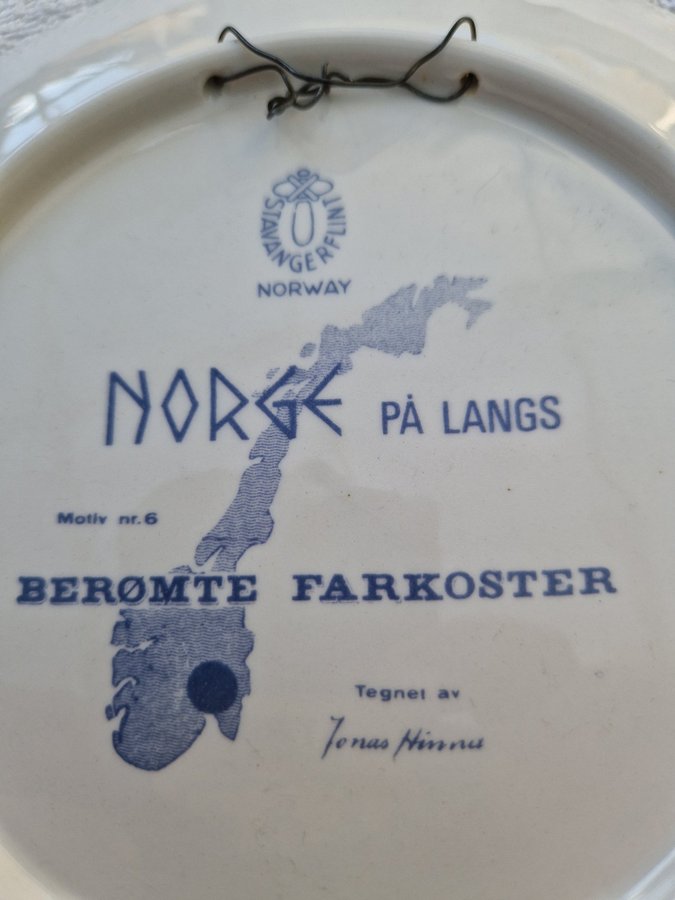 STAVANGERFLINT
NORWAY
NORGE PÅ LANGS
Motiv nr. 6
BERØMTE FARKOSTER
Tegnet av
Jonas Hinna